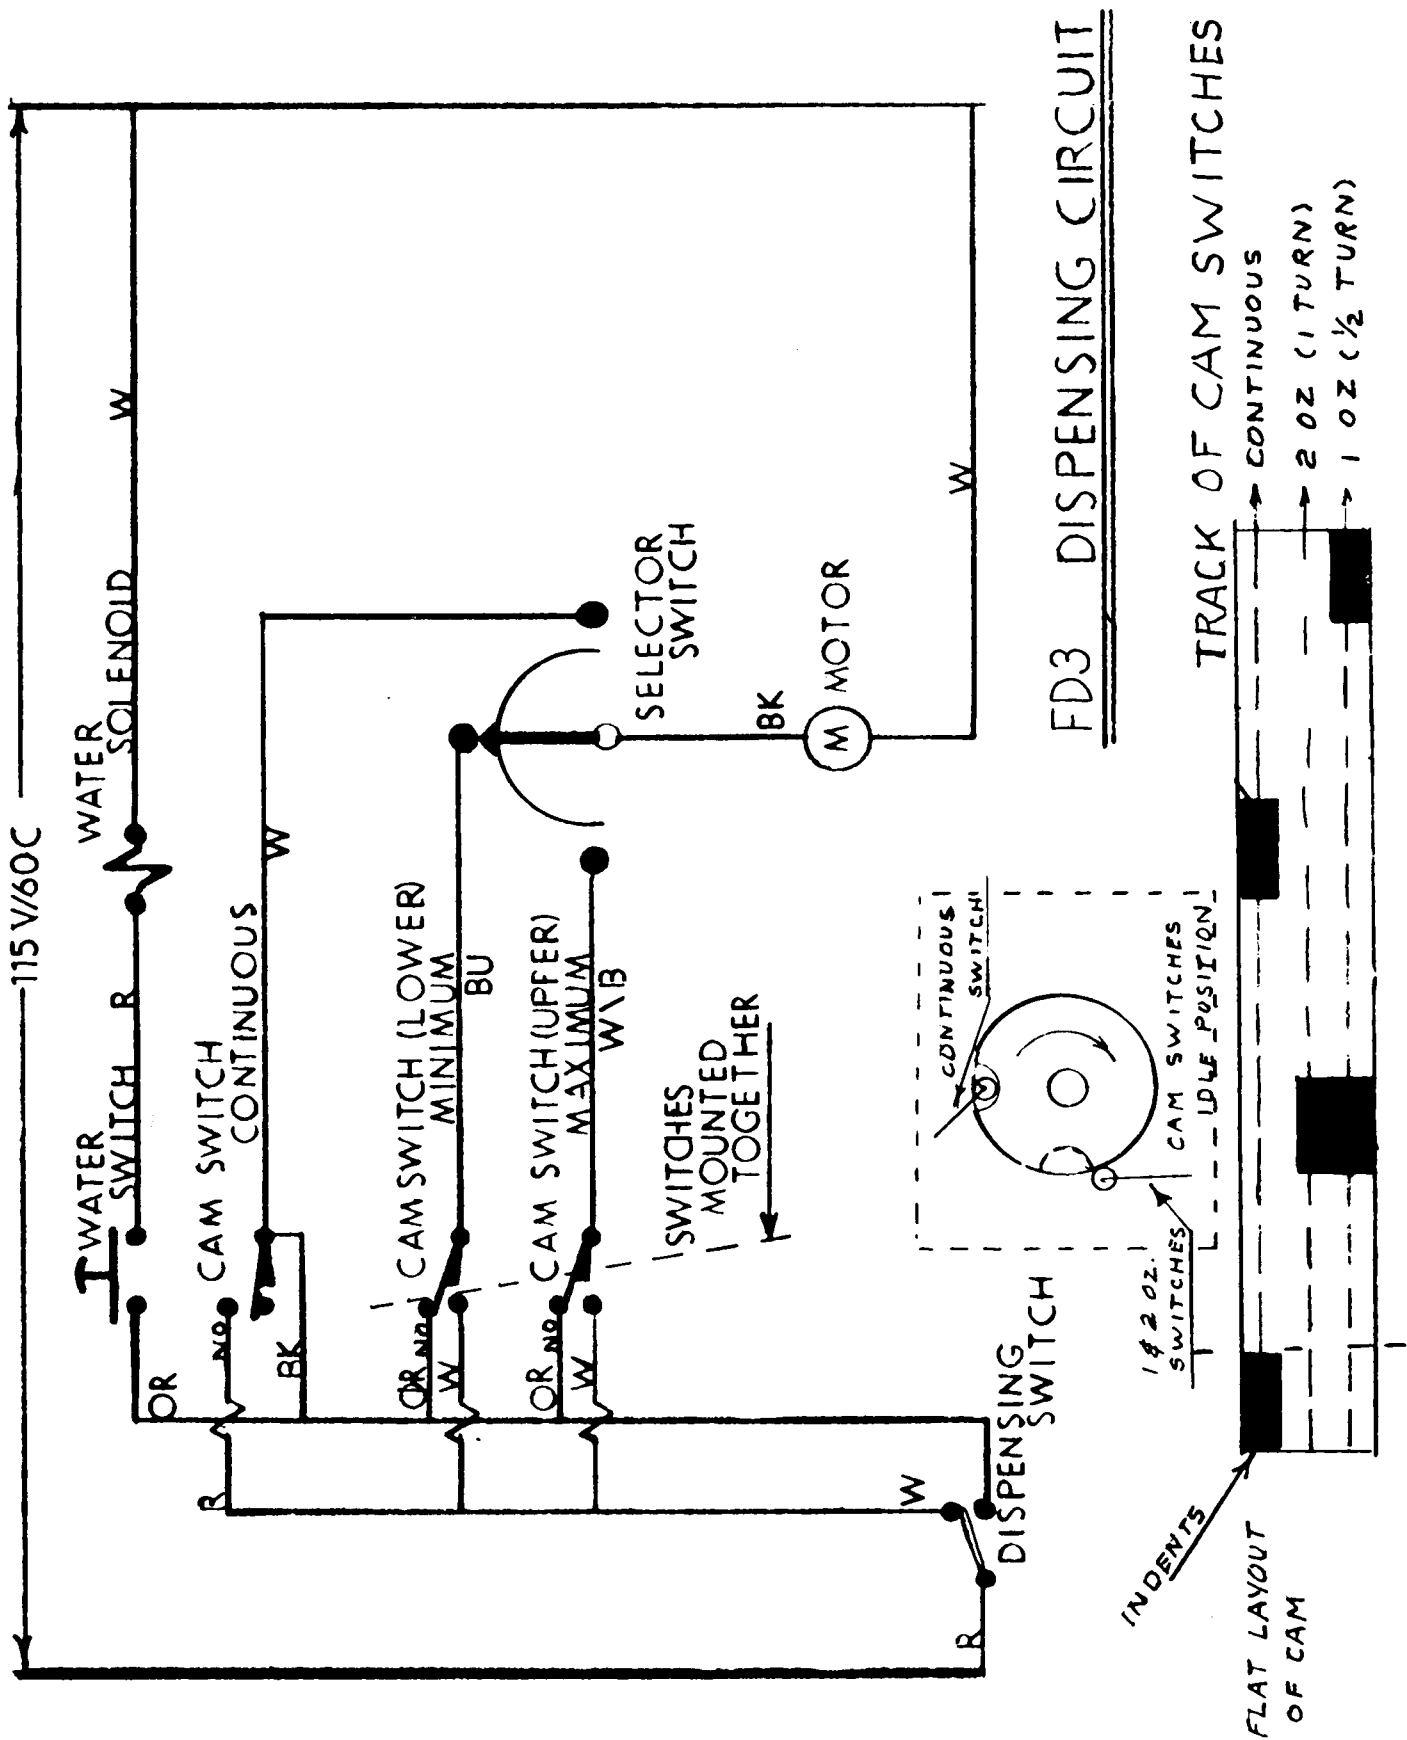 115 V/60C
WATER
SOLENOID
W
TWATER
SWITCH
R
OR
CAM SWITCH
CONTINUOUS
W
NO
BK
R
CAM SWITCH (LOWER)
MINIMUM
BU
OR NO
W
CAM SWITCH (UPPER)
MAXIMUM
W\B
OR NO
W
SELECTOR
SWITCH
SWITCHES
MOUNTED
TOGETHER
BK
M
MOTOR
W
W
R
DISPENSING
SWITCH
FD3 DISPENSING CIRCUIT
CONTINUOUS
SWITCH
CAM SWITCHES
IDLE POSITION
1 & 2 OZ.
SWITCHES
TRACK OF CAM SWITCHES
CONTINUOUS
2 OZ (1 TURN)
1 OZ (½ TURN)
INDENTS
FLAT LAYOUT
OF CAM